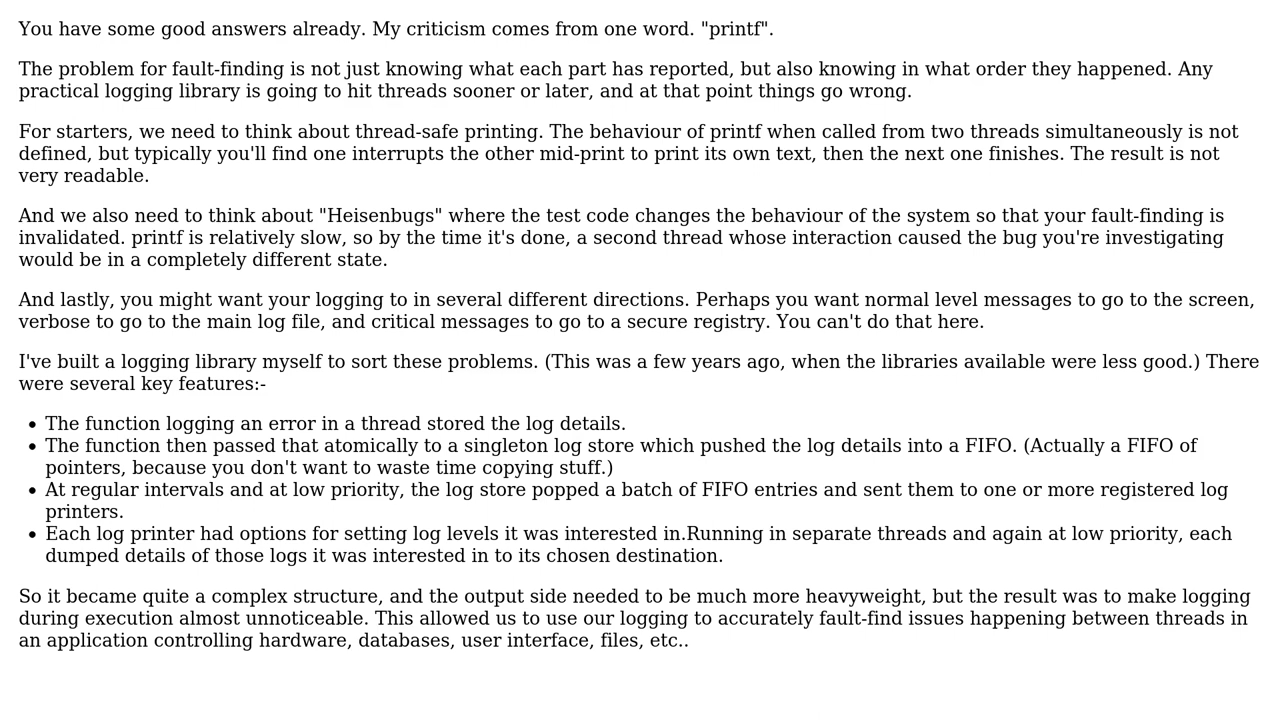 You have some good answers already. My criticism comes from one word. "printf".
The problem for fault-finding is not just knowing what each part has reported, but also knowing in what order they happened. Any
practical logging library is going to hit threads sooner or later, and at that point things go wrong.
For starters, we need to think about thread-safe printing. The behaviour of printf when called from two threads simultaneously is not
defined, but typically you'll find one interrupts the other mid-print to print its own text, then the next one finishes. The result is not
very readable.
And we also need to think about "Heisenbugs" where the test code changes the behaviour of the system so that your fault-finding is
invalidated. printf is relatively slow, so by the time it's done, a second thread whose interaction caused the bug you're investigating
would be in a completely different state.
And lastly, you might want your logging to in several different directions. Perhaps you want normal level messages to go to the screen,
verbose to go to the main log file, and critical messages to go to a secure registry. You can't do that here.
I've built a logging library myself to sort these problems. (This was a few years ago, when the libraries available were less good.) There
were several key features:-
• The function logging an error in a thread stored the log details.
• The function then passed that atomically to a singleton log store which pushed the log details into a FIFO. (Actually a FIFO of
pointers, because you don't want to waste time copying stuff.)
• At regular intervals and at low priority, the log store popped a batch of FIFO entries and sent them to one or more registered log
printers.
• Each log printer had options for setting log levels it was interested in.Running in separate threads and again at low priority, each
dumped details of those logs it was interested in to its chosen destination.
So it became quite a complex structure, and the output side needed to be much more heavyweight, but the result was to make logging
during execution almost unnoticeable. This allowed us to use our logging to accurately fault-find issues happening between threads in
an application controlling hardware, databases, user interface, files, etc..